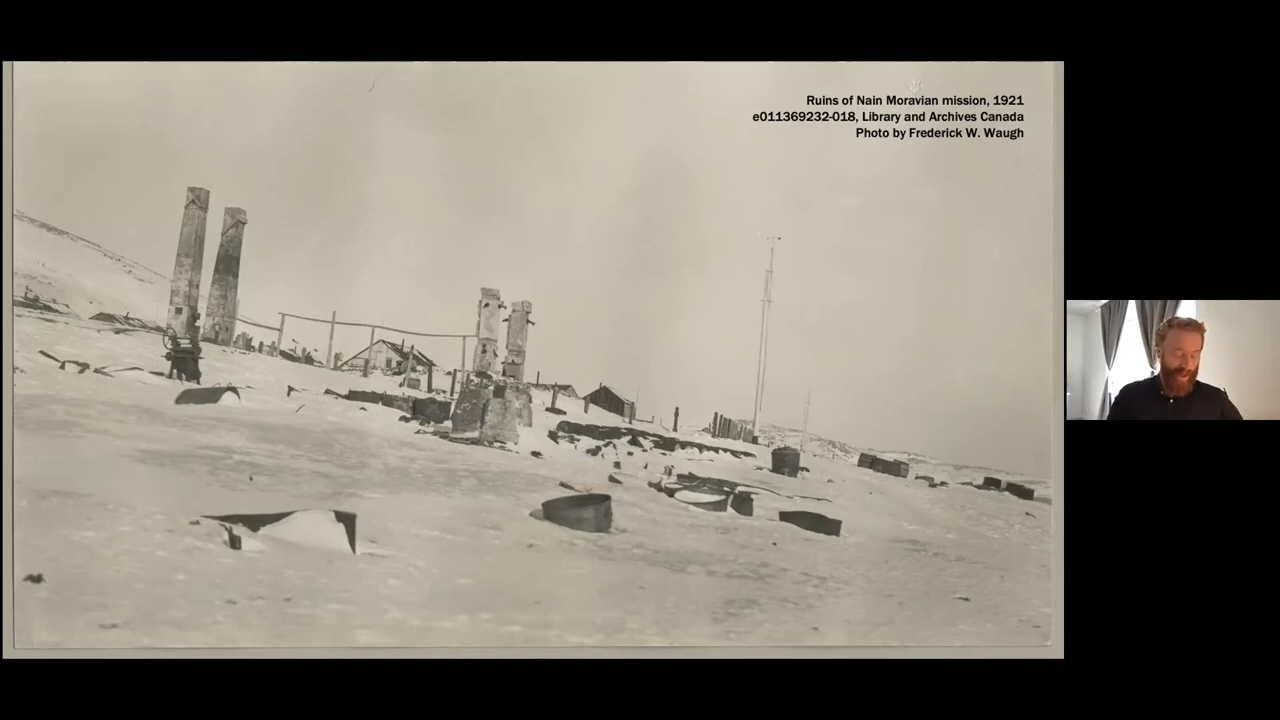 Ruins of Nain Moravian mission, 1921
e011369232-018, Library and Archives Canada
Photo by Frederick W. Waugh